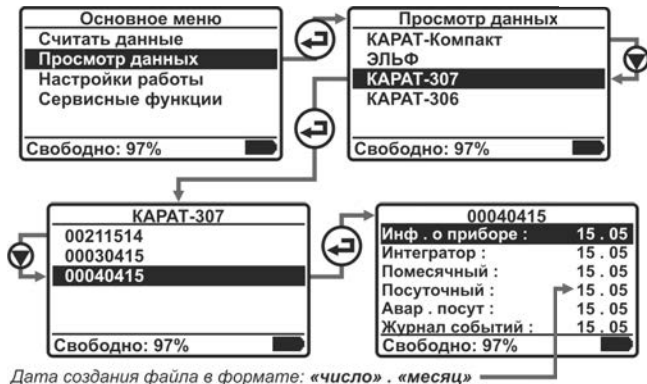 Основное меню
Считать данные
Просмотр данных
Настройки работы
Сервисные функции
Свободно: 97%
Просмотр данных
КАРАТ-Компакт
ЭЛЬФ
КАРАТ-307
КАРАТ-306
Свободно: 97%
КАРАТ-307
00211514
00030415
00040415
Свободно: 97%
00040415
Инф . о приборе : 15 . 05
Интегратор : 15 . 05
Помесячный : 15 . 05
Посуточный : 15 . 05
Авар . посут : 15 . 05
Журнал событий : 15 . 05
Свободно: 97%
Дата создания файла в формате: «число» . «месяц»